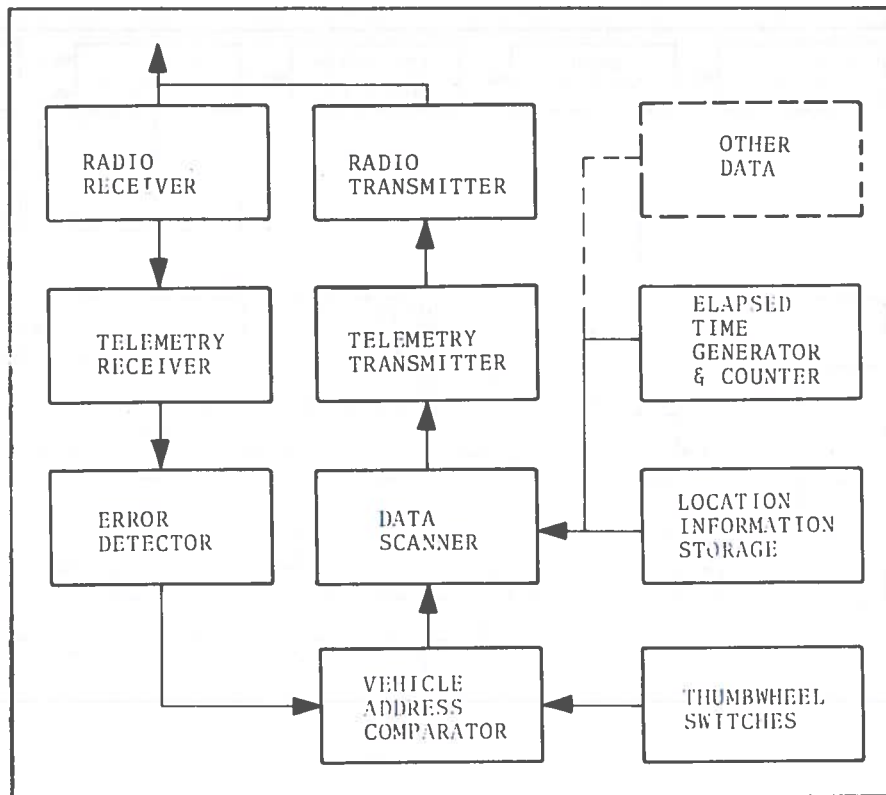 RADIO
RECEIVER
RADIO
TRANSMITTER
OTHER
DATA
TELEMETRY
RECEIVER
TELEMETRY
TRANSMITTER
ELAPSED
TIME
GENERATOR
& COUNTER
ERROR
DETECTOR
DATA
SCANNER
LOCATION
INFORMATION
STORAGE
VEHICLE
ADDRESS
COMPARATOR
THUMBWHEEL
SWITCHES